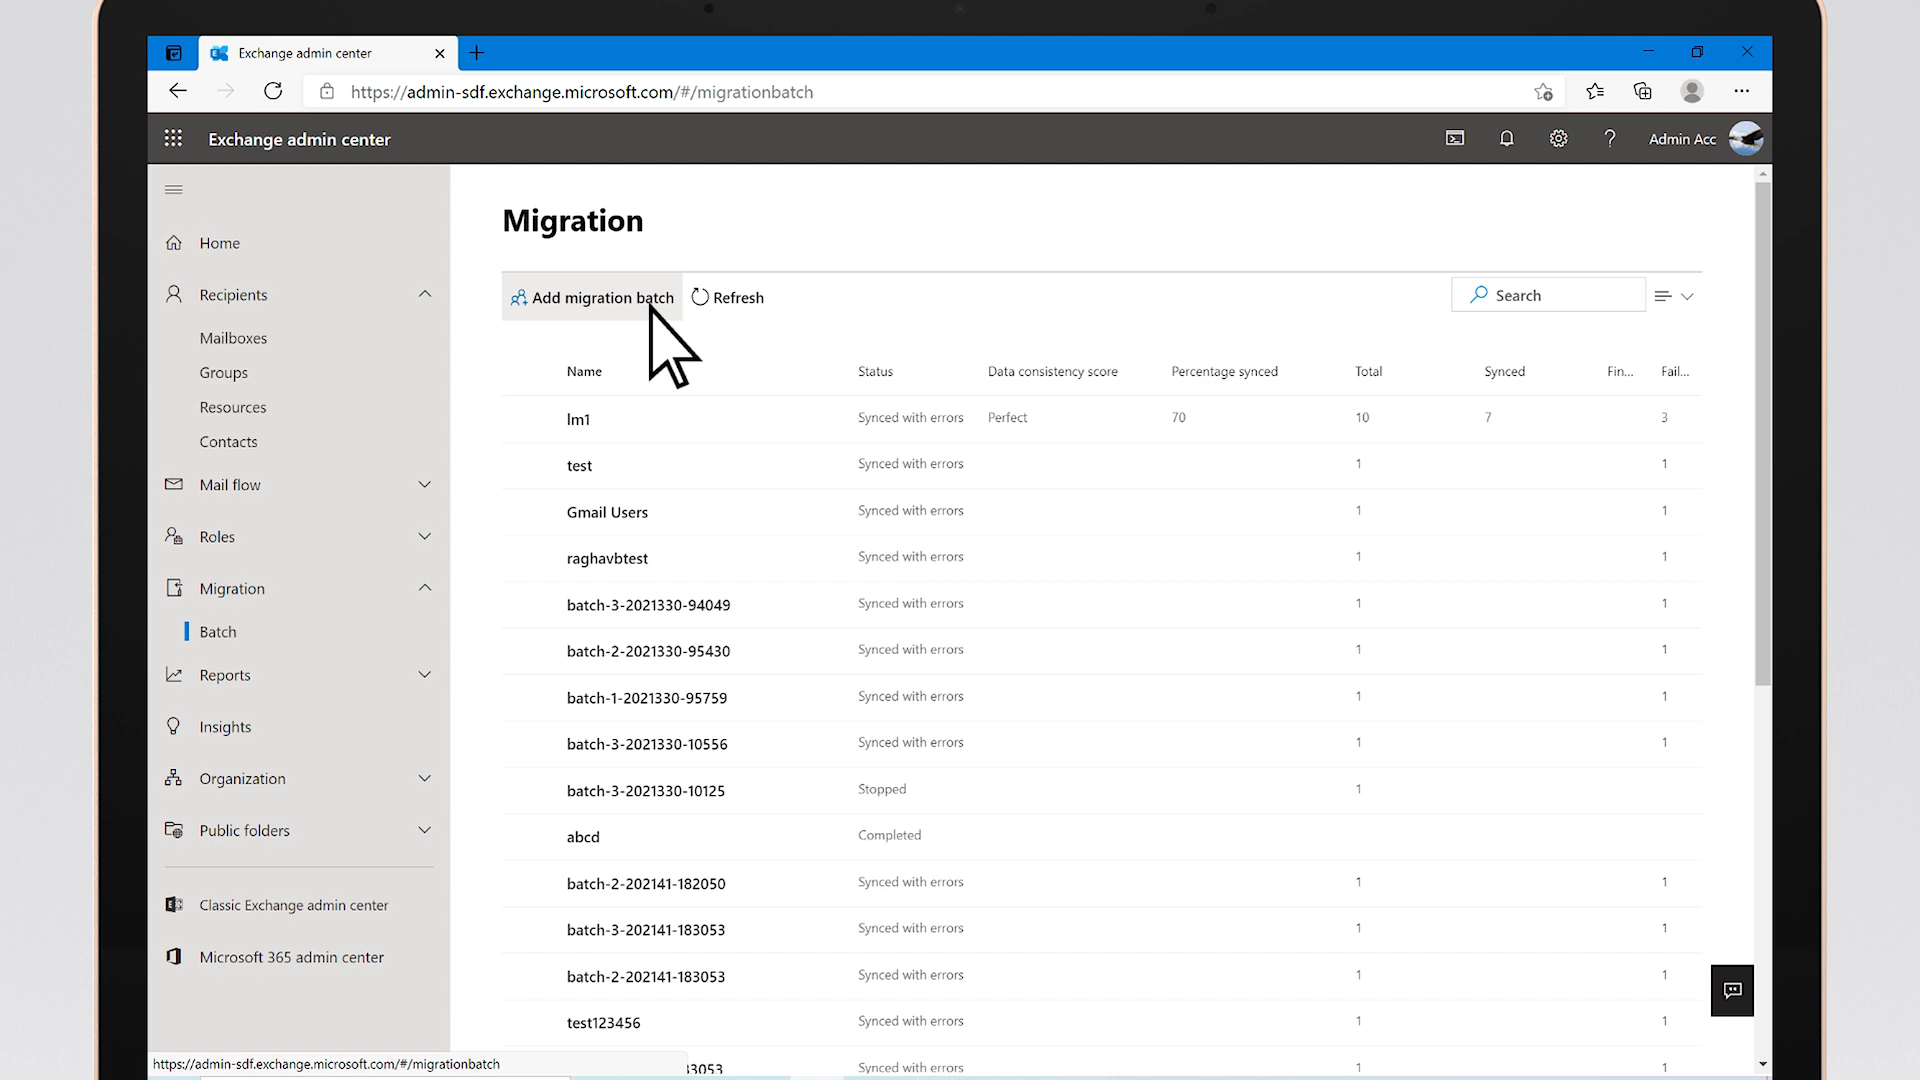 Exchange admin center
https://admin-sdf.exchange.microsoft.com/#/migrationbatch
Exchange admin center
Admin Acc
Home
Recipients
Mailboxes
Groups
Resources
Contacts
Mail flow
Roles
Migration
Batch
Reports
Insights
Organization
Public folders
Classic Exchange admin center
Microsoft 365 admin center
https://admin-sdf.exchange.microsoft.com/#/migrationbatch
Migration
Add migration batch Refresh
Search
Name Status Data consistency score Percentage synced Total Synced Fin... Fail...
lm1 Synced with errors Perfect 70 10 7 3
test Synced with errors 1 1
Gmail Users Synced with errors 1 1
raghavbtest Synced with errors 1 1
batch-3-2021330-94049 Synced with errors 1 1
batch-2-2021330-95430 Synced with errors 1 1
batch-1-2021330-95759 Synced with errors 1 1
batch-3-2021330-10556 Synced with errors 1 1
batch-3-2021330-10125 Stopped 1
abcd Completed
batch-2-202141-182050 Synced with errors 1 1
batch-3-202141-183053 Synced with errors 1 1
batch-2-202141-183053 Synced with errors 1 1
test123456 Synced with errors 1 1
33053 Synced with errors 1 1